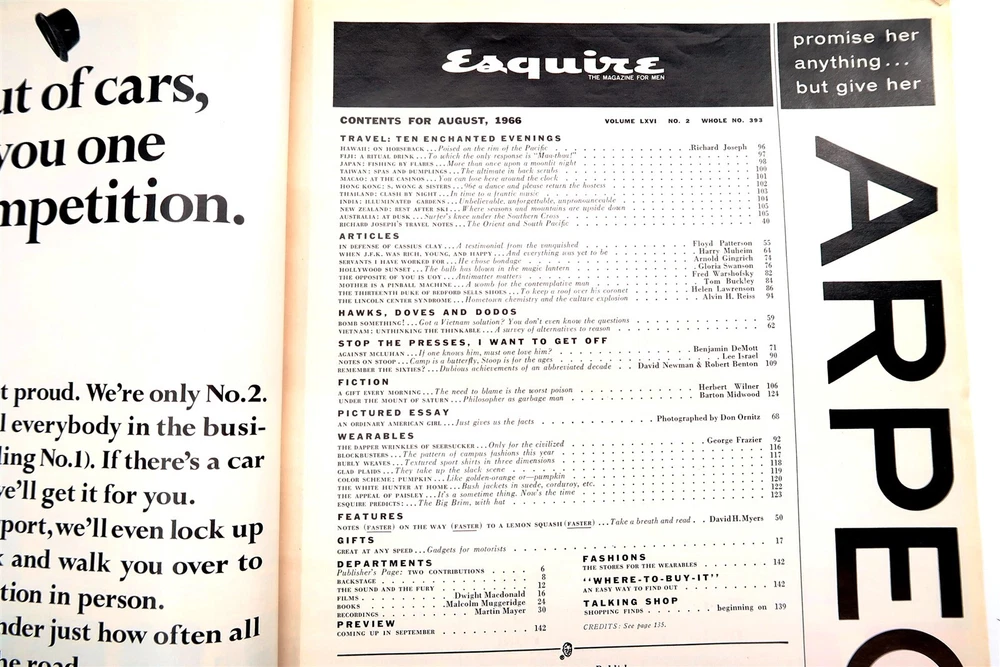 ut of cars,
you one
mpetition.
t proud. We're only No.2.
l everybody in the busi-
ling No.1). If there's a car
ve'll get it for you.
port, we'll even lock up
and walk you over to
tion in person.
nder just how often all
he road
Esquire
THE MAGAZINE FOR MEN
CONTENTS FOR AUGUST, 1966 VOLUME LXVI NO. 2 WHOLE NO. 393
TRAVEL: TEN ENCHANTED EVENINGS
HAWAII: ON HORSEBACK...Poised on the rim of the Pacific Richard Joseph 96
FIJI: A RITUAL DRINK...To which the only response is "Mau-thuc!" 97
JAPAN: FISHING BY FLARES...More than once upon a moonlit night 98
TAIWAN: SPAS AND DUMPLINGS...The ultimate in back scrubs 100
MACAO: AT THE CASINOS...You can lose here around the clock 101
HONG KONG: S. WONG & SISTERS...96¢ a dance and please return the hostess 102
THAILAND: CLASH BY NIGHT...In time to a frantic music 103
INDIA: ILLUMINATED GARDENS...Unbelievable, unforgettable, unpronounceable 104
NEW ZEALAND: BEST AFTER SKI...Where seasons and mountains are upside down 105
AUSTRALIA: AT DUSK...Surfer's knee under the Southern Cross 105
RICHARD JOSEPH'S TRAVEL NOTES...The Orient and South Pacific 40
ARTICLES
IN DEFENSE OF CASSIUS CLAY...A testimonial from the vanquished Floyd Patterson 55
WHEN J.F.K. WAS RICH, YOUNG, AND HAPPY...And everything was yet to be Harry Muheim 64
SERVANTS I HAVE WORKED FOR...He chose bondage Arnold Gingrich 74
HOLLYWOOD SUNSET...The bulb has blown in the magic lantern Gloria Swanson 76
THE OPPOSITE OF YU IS UOY...Antimatter matters Fred Warshofsky 82
MOTHER IS A PINBALL MACHINE...A womb for the contemplative man Tom Buckley 84
THE THIRTEENTH DUKE OF BEDFORD SELLS SHOES...To keep a roof over his coronet Helen Lawrenson 86
THE LINCOLN CENTER SYNDROME...Hometown chemistry and the culture explosion Alvin H. Reiss 94
HAWKS, DOVES AND DODOS
BOMB SOMETHING!...Got a Vietnam solution? You don't even know the questions 59
VIETNAM: UNTHINKING THE THINKABLE...A survey of alternatives to reason 62
STOP THE PRESSES, I WANT TO GET OFF
AGAINST MCLUHAN...If one knows him, must one love him? Benjamin DeMott 71
NOTES ON STOOP...Camp is a butterfly, Stoop is for the ages Lee Israel 90
REMEMBER THE SIXTIES?...Dubious achievements of an abbreviated decade David Newman & Robert Benton 109
FICTION
A GIFT EVERY MORNING...The need to blame is the worst poison Herbert Wilner 106
UNDER THE MOUNT OF SATURN...Philosopher as garbage man Barton Midwood 124
PICTURED ESSAY
AN ORDINARY AMERICAN GIRL...Just gives us the facts Photographed by Don Ornitz 68
WEARABLES
THE DAPPER WRINKLES OF SEERSUCKER...Only for the civilized George Frazier 92
BLOCKBUSTERS...The pattern of campus fashions this year 116
BURLY WEAVES...Textured sport shirts in three dimensions 117
GLAD PLAIDS...They take up the slack scene 118
COLOR SCHEME: PUMPKIN...Like golden-orange or—pumpkin 119
THE WHITE HUNTER AT HOME...Bush jackets in suede, corduroy, etc. 120
THE APPEAL OF PAISLEY...It's a sometime thing. Now's the time 122
ESQUIRE PREDICTS:...The Big Brim, with hat 123
FEATURES
NOTES (FASTER) ON THE WAY (FASTER) TO A LEMON SQUASH (FASTER)...Take a breath and read David H. Myers 50
GIFTS
GREAT AT ANY SPEED...Gadgets for motorists 17
DEPARTMENTS
Publisher's Page: TWO CONTRIBUTIONS 6
BACKSTAGE 8
THE SOUND AND THE FURY 12
FILMS Dwight Macdonald 16
BOOKS Malcolm Muggeridge 24
RECORDINGS Martin Mayer 30
PREVIEW
COMING UP IN SEPTEMBER 142
FASHIONS
THE STORES FOR THE WEARABLES 142
"WHERE-TO-BUY-IT"
AN EASY WAY TO FIND OUT 142
TALKING SHOP
SHOPPING FINDS beginning on 139
CREDITS: See page 135.
promise her
anything...
but give her
ARPE